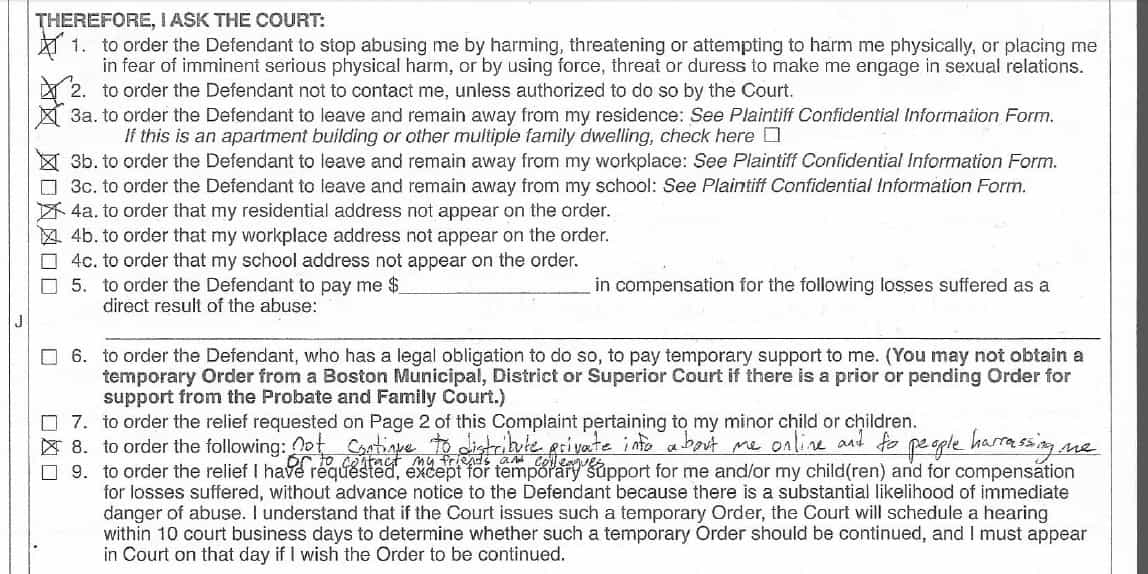 THEREFORE, I ASK THE COURT:
1. to order the Defendant to stop abusing me by harming, threatening or attempting to harm me physically, or placing me
in fear of imminent serious physical harm, or by using force, threat or duress to make me engage in sexual relations.
2. to order the Defendant not to contact me, unless authorized to do so by the Court.
3a. to order the Defendant to leave and remain away from my residence: See Plaintiff Confidential Information Form.
If this is an apartment building or other multiple family dwelling, check here ☐
3b. to order the Defendant to leave and remain away from my workplace: See Plaintiff Confidential Information Form.
3c. to order the Defendant to leave and remain away from my school: See Plaintiff Confidential Information Form.
4a. to order that my residential address not appear on the order.
4b. to order that my workplace address not appear on the order.
4c. to order that my school address not appear on the order.
5. to order the Defendant to pay me $ in compensation for the following losses suffered as a
direct result of the abuse:
J
6. to order the Defendant, who has a legal obligation to do so, to pay temporary support to me. (You may not obtain a
temporary Order from a Boston Municipal, District or Superior Court if there is a prior or pending Order for
support from the Probate and Family Court.)
7. to order the relief requested on Page 2 of this Complaint pertaining to my minor child or children.
8. to order the following: Not continue to distribute private info about me online and to people harrassing me
or to contact my friends and colleagues
9. to order the relief I have requested, except for temporary support for me and/or my child(ren) and for compensation
for losses suffered, without advance notice to the Defendant because there is a substantial likelihood of immediate
danger of abuse. I understand that if the Court issues such a temporary Order, the Court will schedule a hearing
within 10 court business days to determine whether such a temporary Order should be continued, and I must appear
in Court on that day if I wish the Order to be continued.